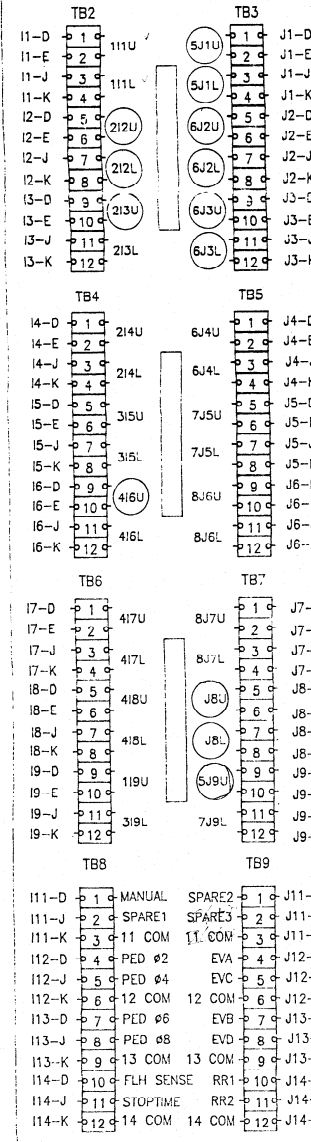 TB2 TB3
I1-D 1 5J1U 1 J1-D
I1-E 2 1I1U 2 J1-E
I1-J 3 5J1L 3 J1-J
I1-K 4 1I1L 4 J1-K
I2-D 5 5 J2-D
I2-E 6 2I2U 6J2U 6 J2-E
I2-J 7 7 J2-J
I2-K 8 2I2L 6J2L 8 J2-K
I3-D 9 9
I3-E 10 2I3U 6J3U 10
I3-J 11 11
I3-K 12 2I3L 6J3L 12
TB4 TB5
I4-D 1 1 J4-D
I4-E 2 2I4U 6J4U 2
I4-J 3 3
I4-K 4 2I4L 6J4L 4
I5-D 5 5
I5-E 6 3I5U 7J5U 6
I5-J 7 7
I5-K 8 3I5L 7J5L 8
I6-D 9 9
I6-E 10 4I6U 8J6U 10
I6-J 11 11
I6-K 12 4I6L 8J6L 12
TB6 TB7
I7-D 1 1 J7-
I7-E 2 4I7U 8J7U 2 J7-
I7-J 3 3 J7-
I7-K 4 4I7L 8J7L 4 J7-
I8-D 5 5 J8-
I8-E 6 4I8U J8U 6 J8-
I8-J 7 7 J8-
I8-K 8 4I8L J8L 8 J8-
I9-D 9 9 J9-
I9-E 10 1I9U 5J9U 10 J9-
I9-J 11 11 J9-
I9-K 12 3I9L 7J9L 12 J9-
TB8 TB9
I11-D 1 MANUAL SPARE2 1 J11-
I11-J 2 SPARE1 SPARE3 2 J11-
I11-K 3 11 COM 11 COM 3 J11-
I12-D 4 PED ø2 EVA 4 J12-
I12-J 5 PED ø4 EVC 5 J12-
I12-K 6 12 COM 12 COM 6 J12-
I13-D 7 PED ø6 EVB 7 J13-
I13-J 8 PED ø8 EVD 8 J13
I13-K 9 13 COM 13 COM 9 J13-
I14-D 10 FLH SENSE RR1 10 J14-
I14-J 11 STOPTIME RR2 11 J14-
I14-K 12 14 COM 14 COM 12 J14-